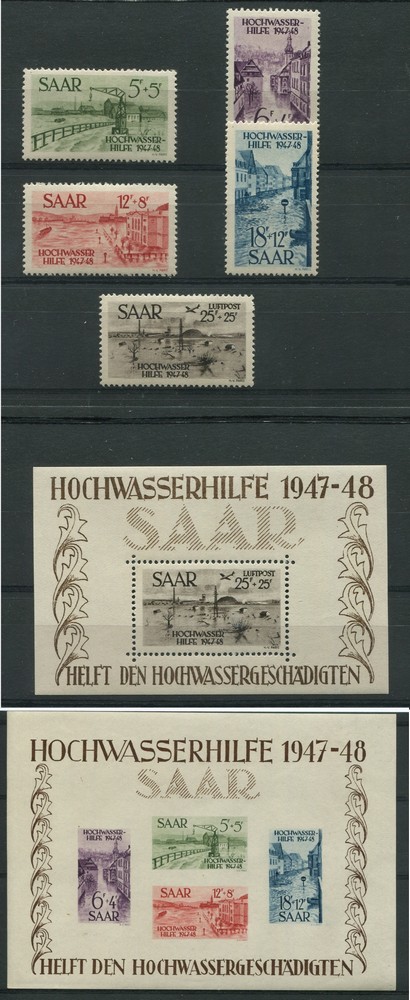 SAAR 5F+5F
HOCHWASSER-
HILFE 1947-48
HOCHWASSER-
HILFE 1947-48
6F+4F
SAAR 12F+8F
HOCHWASSER
HILFE 1947-48
HOCHWASSER-
HILFE 1947-48
18F+12F
SAAR
SAAR LUFTPOST
25F+25F
HOCHWASSER
HILFE 1947-48
HOCHWASSERHILFE 1947-48
SAAR
SAAR LUFTPOST
25F+25F
HOCHWASSER
HILFE 1947-48
HELFT DEN HOCHWASSERGESCHÄDIGTEN
HOCHWASSERHILFE 1947-48
SAAR
HOCHWASSER-
HILFE 1947-48
6F+4F
SAAR
SAAR 5F+5F
HOCHWASSER-
HILFE 1947-48
SAAR 12F+8F
HOCHWASSER
HILFE 1947-48
HOCHWASSER-
HILFE 1947-48
18F+12F
SAAR
HELFT DEN HOCHWASSERGESCHÄDIGTEN